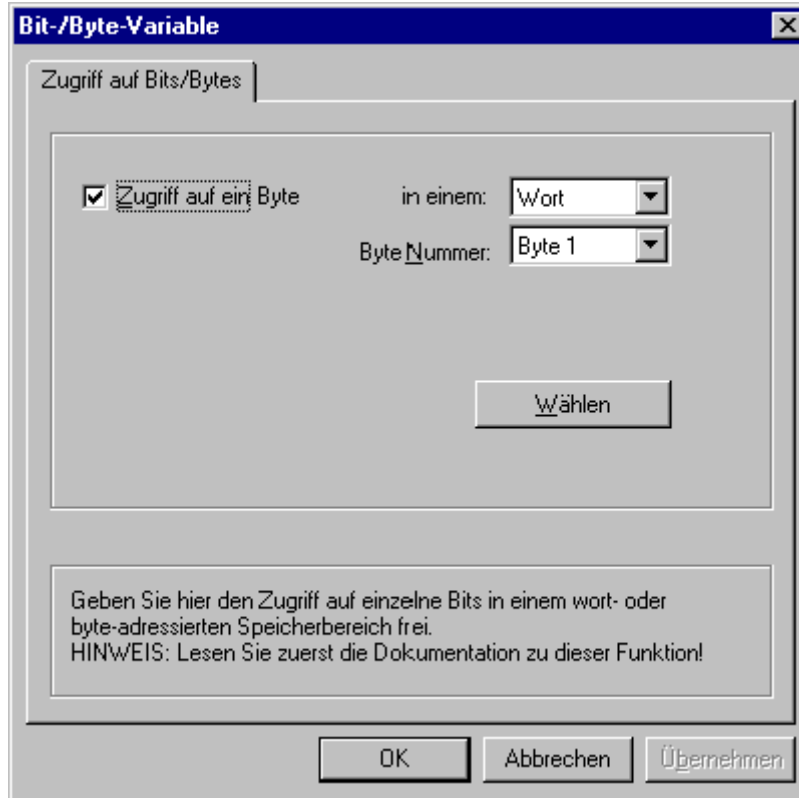 Bit-/Byte-Variable
Zugriff auf Bits/Bytes
Zugriff auf ein Byte in einem: Wort
Byte Nummer: Byte 1
Wählen
Geben Sie hier den Zugriff auf einzelne Bits in einem wort- oder
byte-adressierten Speicherbereich frei.
HINWEIS: Lesen Sie zuerst die Dokumentation zu dieser Funktion!
OK Abbrechen Übernehmen